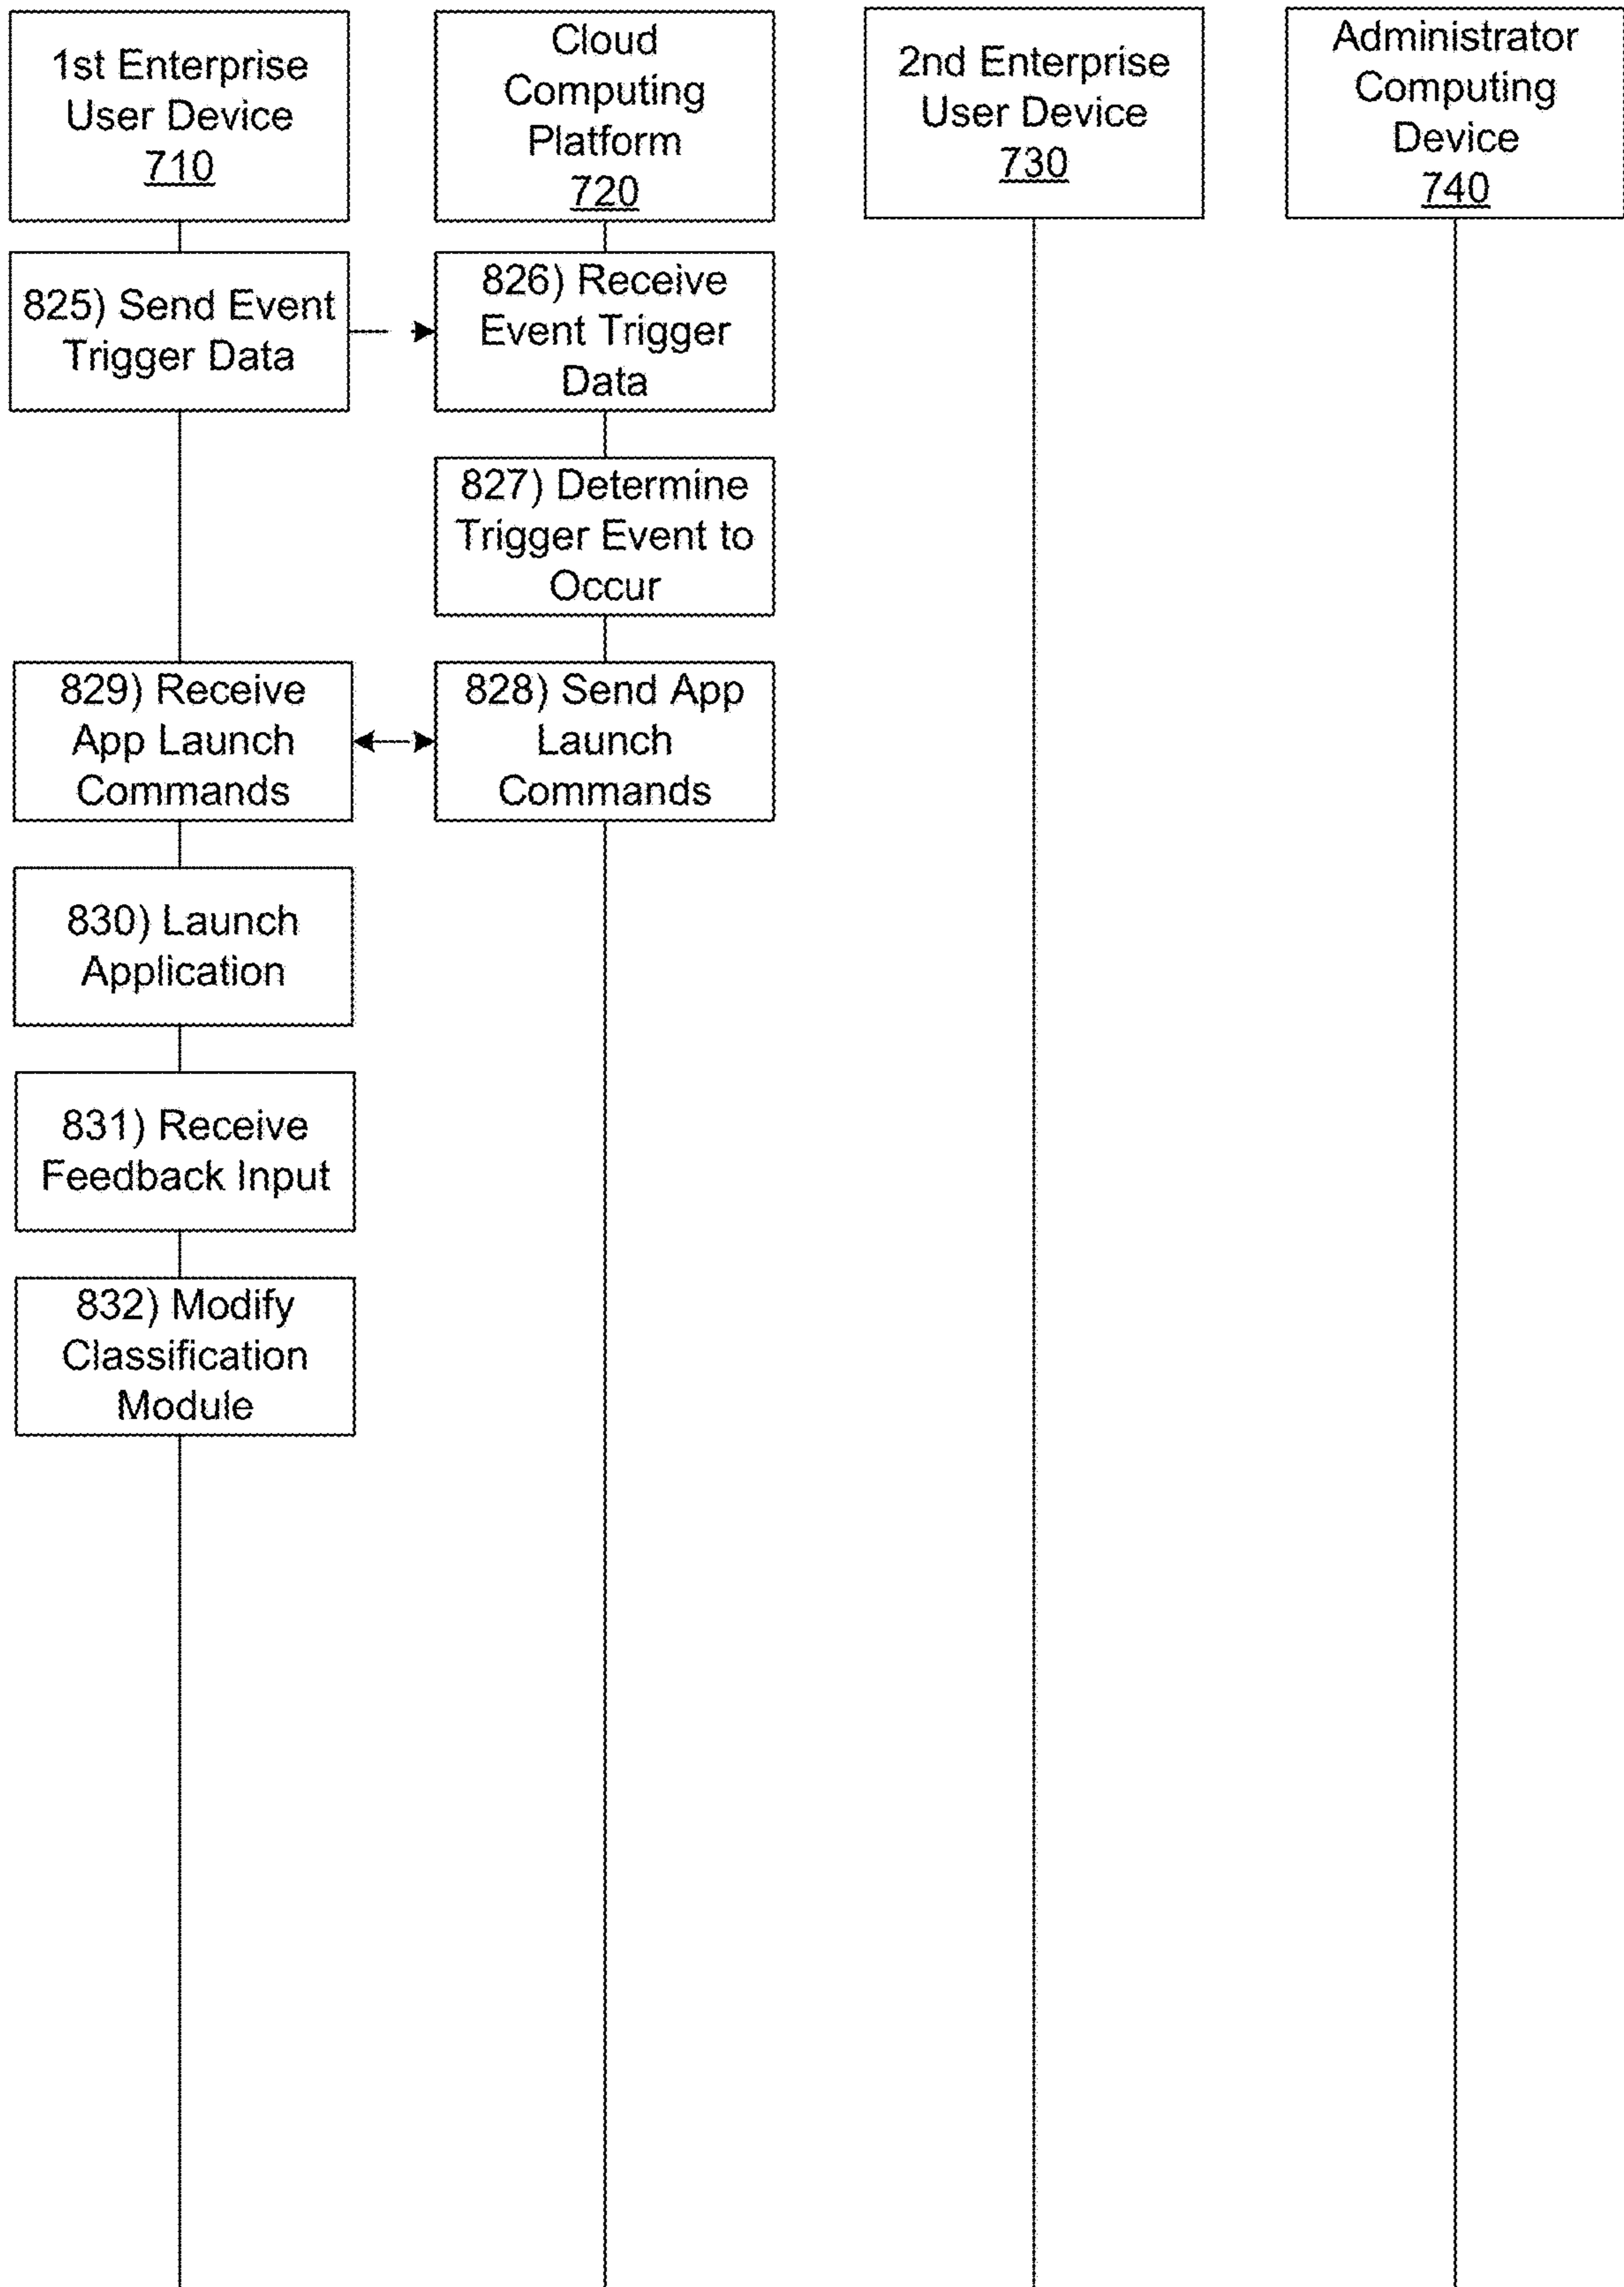 1st Enterprise
User Device
710
Cloud
Computing
Platform
720
2nd Enterprise
User Device
730
Administrator
Computing
Device
740
825) Send Event
Trigger Data
826) Receive
Event Trigger
Data
827) Determine
Trigger Event to
Occur
829) Receive
App Launch
Commands
828) Send App
Launch
Commands
830) Launch
Application
831) Receive
Feedback Input
832) Modify
Classification
Module